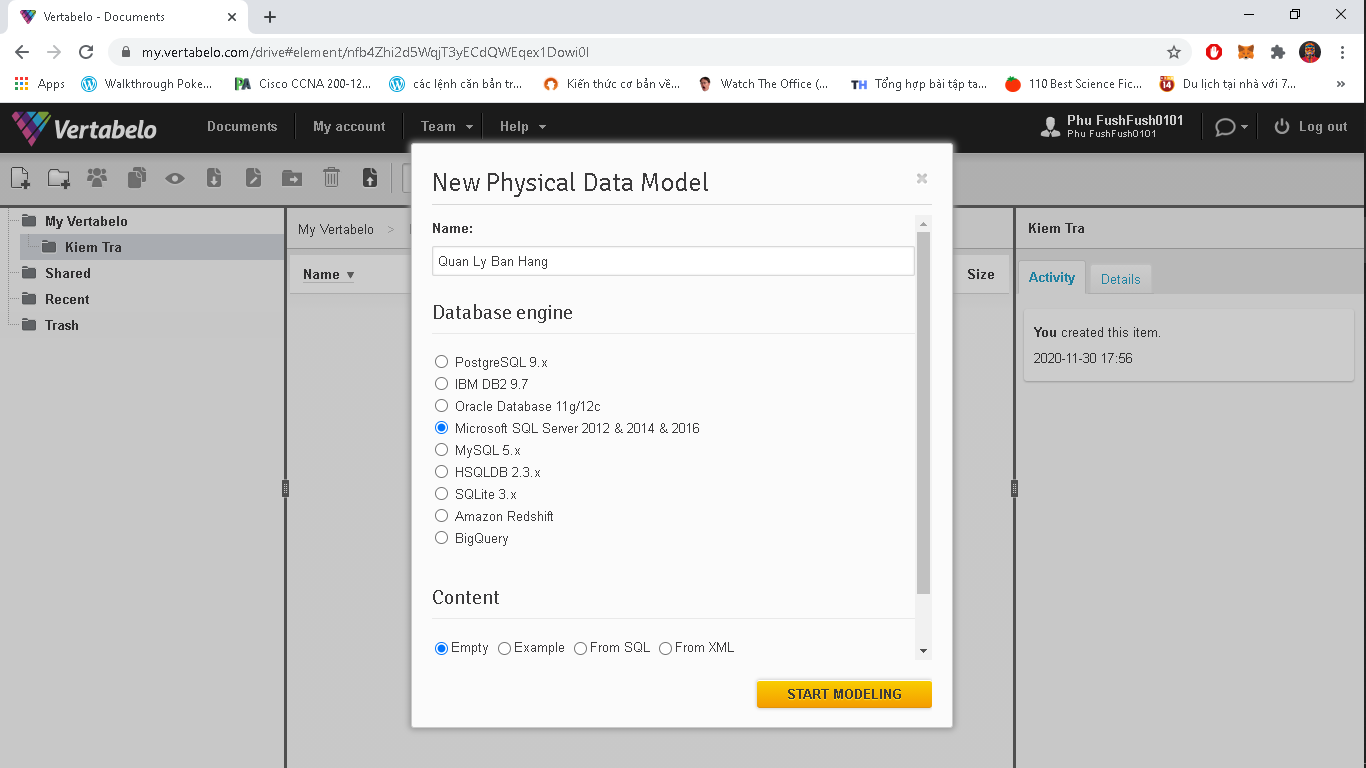 Vertabelo - Documents
my.vertabelo.com/drive#element/nfb4Zhi2d5WqjT3yECdQWEqex1Dowi0l
Apps Walkthrough Poke... Cisco CCNA 200-12... các lệnh căn bản tr... Kiến thức cơ bản về... Watch The Office (... TH Tổng hợp bài tập ta... 110 Best Science Fic... 14 Du lịch tại nhà với 7... »
Vertabelo Documents My account Team Help Phu FushFush0101 Log out
Phu FushFush0101
My Vertabelo
Kiem Tra
Shared
Recent
Trash
My Vertabelo >
Name
Size
New Physical Data Model
Name:
Quan Ly Ban Hang
Database engine
PostgreSQL 9.x
IBM DB2 9.7
Oracle Database 11g/12c
Microsoft SQL Server 2012 & 2014 & 2016
MySQL 5.x
HSQLDB 2.3.x
SQLite 3.x
Amazon Redshift
BigQuery
Content
Empty Example From SQL From XML
START MODELING
Kiem Tra
Activity Details
You created this item.
2020-11-30 17:56